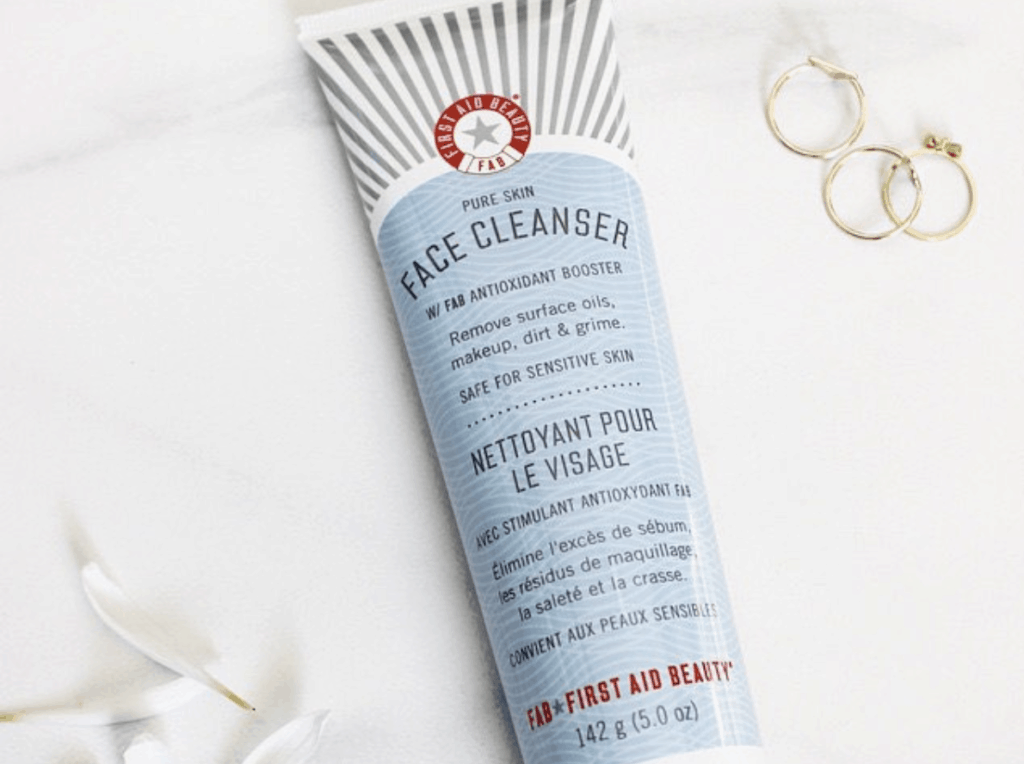 FIRST AID BEAUTY®
FAB
PURE SKIN
FACE CLEANSER
W/ FAB ANTIOXIDANT BOOSTER
Remove surface oils,
makeup, dirt & grime.
SAFE FOR SENSITIVE SKIN
NETTOYANT POUR
LE VISAGE
AVEC STIMULANT ANTIOXYDANT FAB
Élimine l'excès de sébum,
les résidus de maquillage,
la saleté et la crasse.
CONVIENT AUX PEAUX SENSIBLES
FAB★FIRST AID BEAUTY®
142 g (5.0 oz)